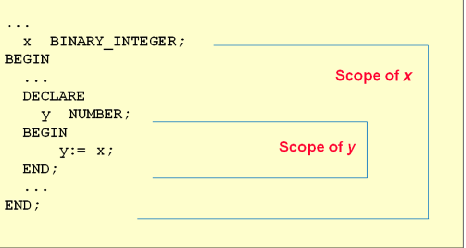 ...
x BINARY_INTEGER;
BEGIN
Scope of x
...
DECLARE
y NUMBER;
BEGIN
y:= x;
Scope of y
END;
...
END;